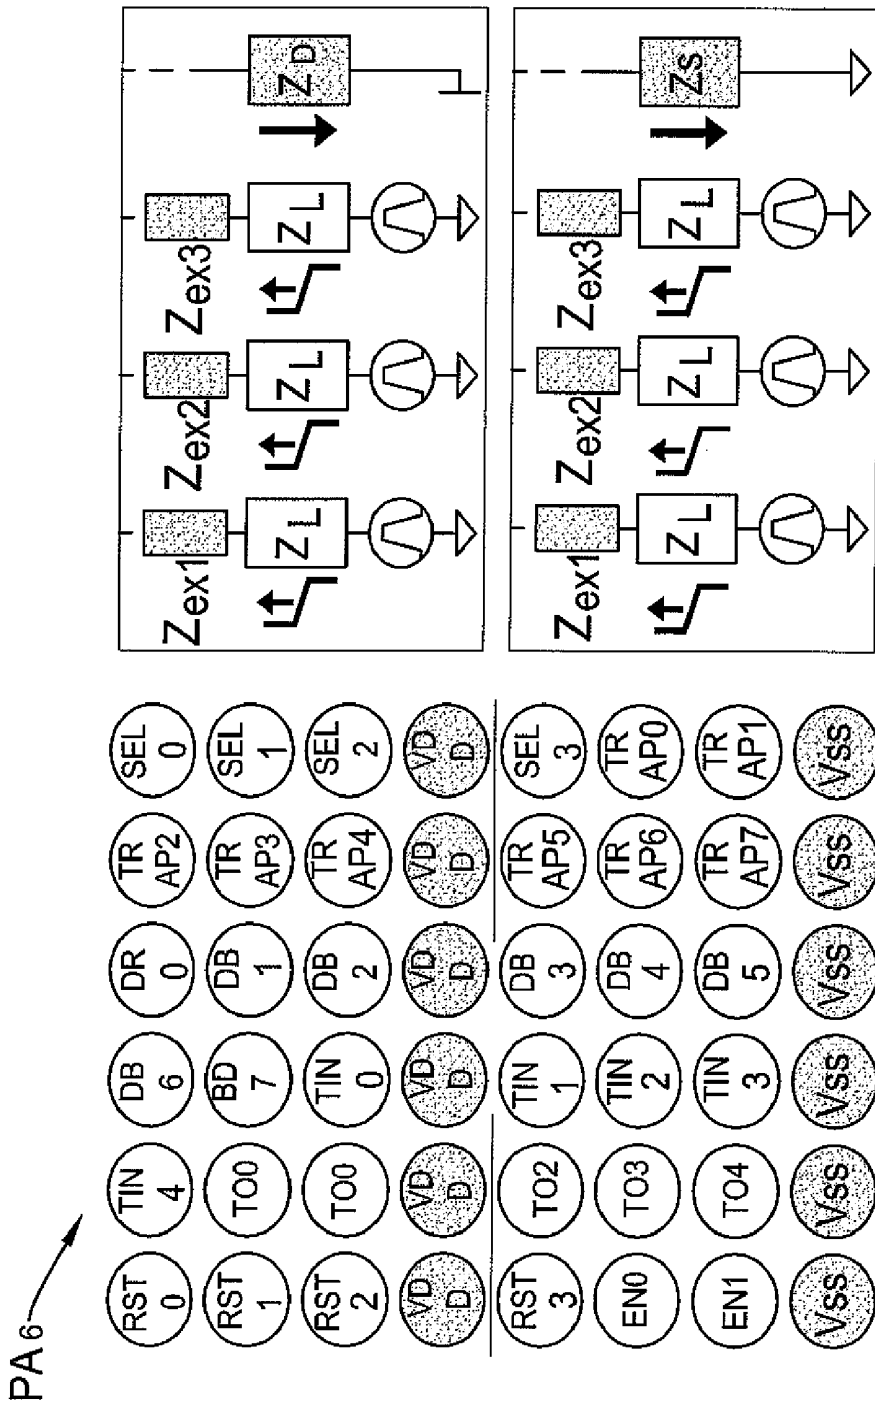 PA6
RST
0
TIN
4
DB
6
DR
0
TR
AP2
SEL
0
RST
1
TO0
BD
7
DB
1
TR
AP3
SEL
1
RST
2
TO0
TIN
0
DB
2
TR
AP4
SEL
2
VD
D
VD
D
VD
D
VD
D
VD
D
VD
D
RST
3
TO2
TIN
1
DB
3
TR
AP5
SEL
3
EN0
TO3
TIN
2
DB
4
TR
AP6
TR
AP0
EN1
TO4
TIN
3
DB
5
TR
AP7
TR
AP1
Vss
Vss
Vss
Vss
Vss
Vss
Zex1
Zex2
Zex3
ZL
ZL
ZL
ZD
Zex1
Zex2
Zex3
ZL
ZL
ZL
ZS